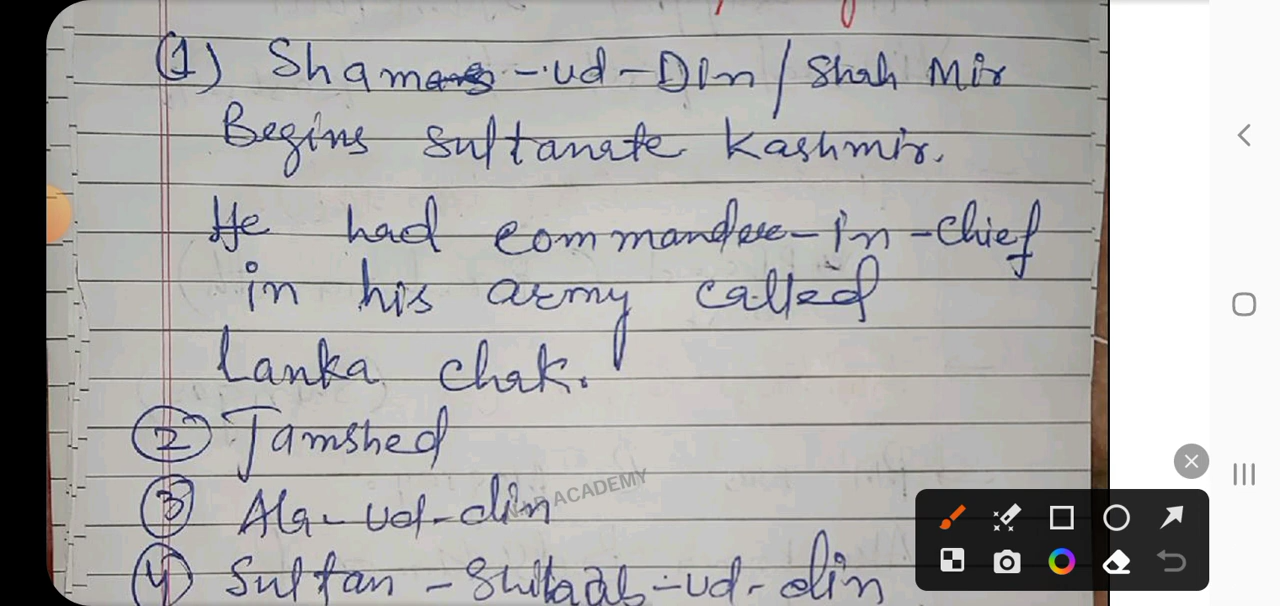 (1) Shams-ud-Din / Shah Mir
Begins Sultanate Kashmir.
He had commander-in-chief
in his army called
Lanka Chak.
(2) Jamshed
(3) Ala-ud-din
ACADEMY
(4) Sultan-Shihab-ud-din